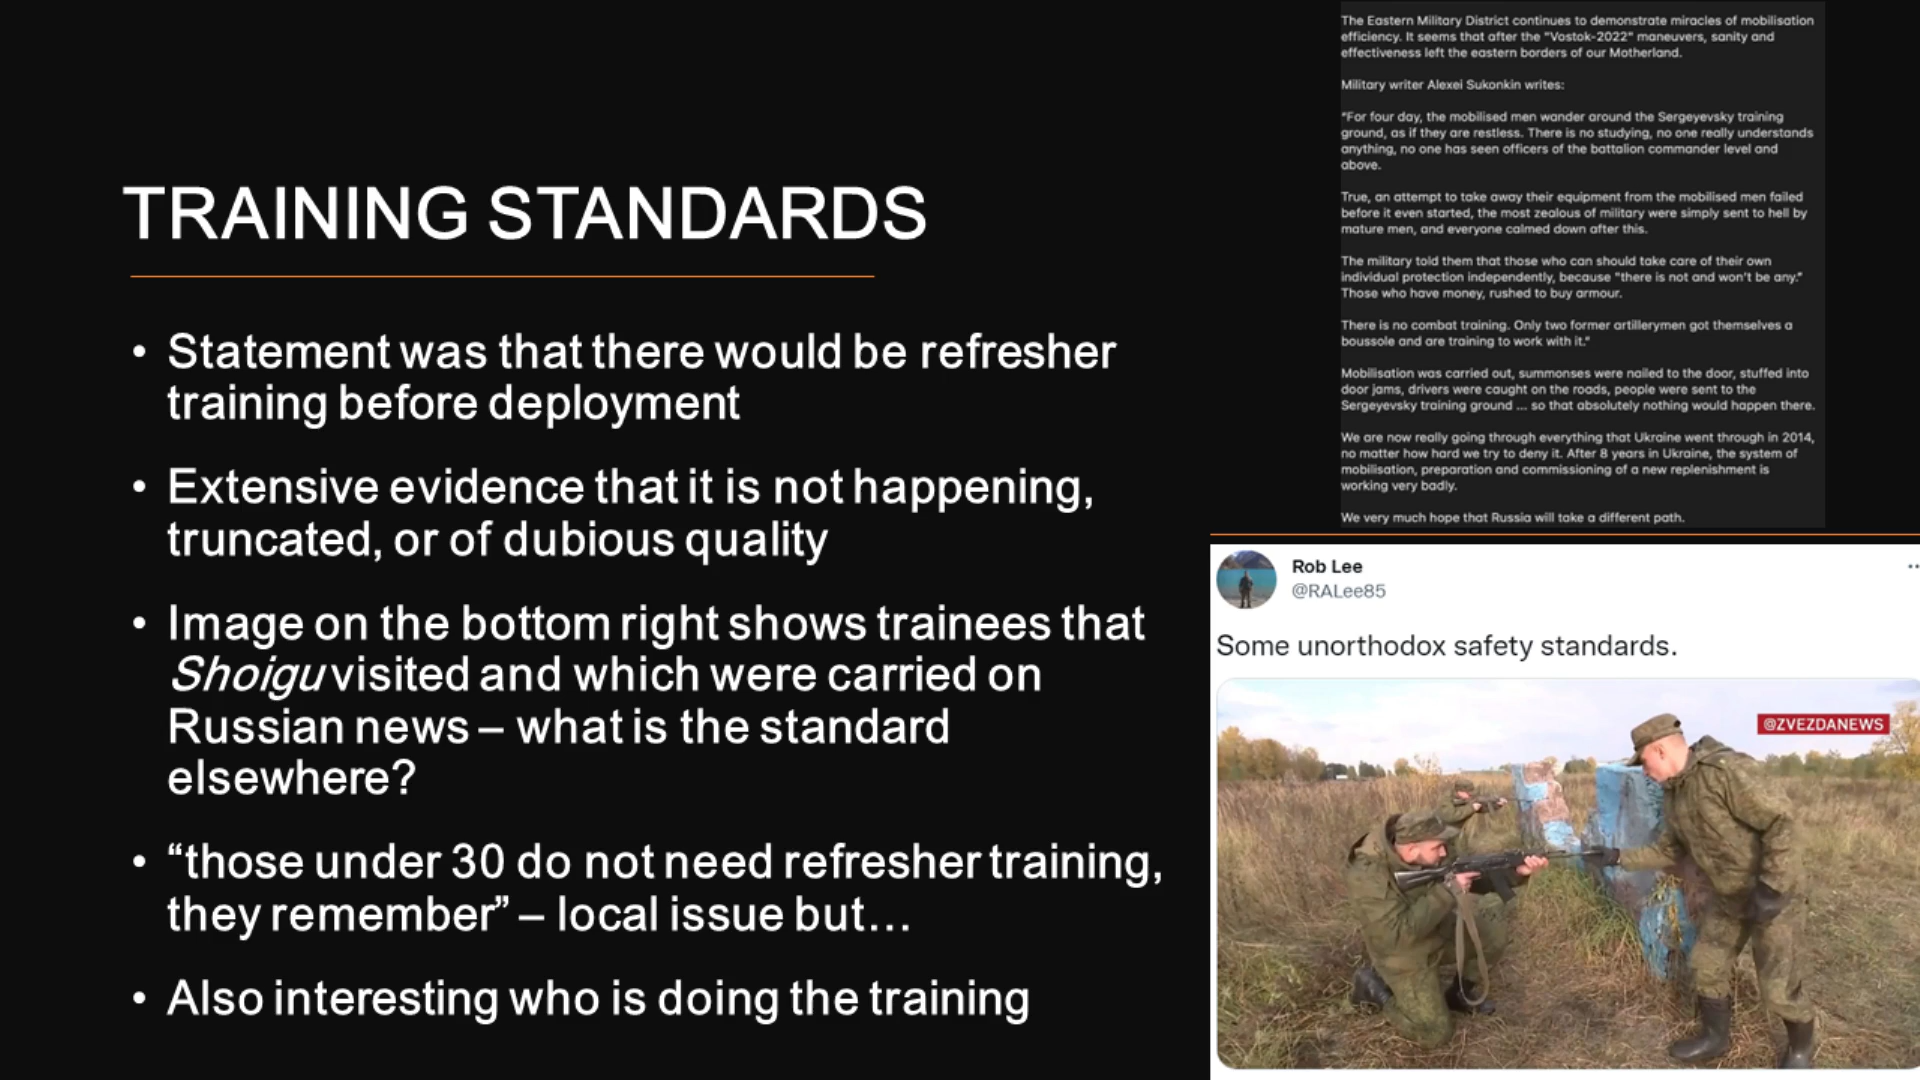 TRAINING STANDARDS
• Statement was that there would be refresher
training before deployment
• Extensive evidence that it is not happening,
truncated, or of dubious quality
• Image on the bottom right shows trainees that
Shoigu visited and which were carried on
Russian news – what is the standard
elsewhere?
• “those under 30 do not need refresher training,
they remember” – local issue but…
• Also interesting who is doing the training
The Eastern Military District continues to demonstrate miracles of mobilisation
efficiency. It seems that after the "Vostok-2022" maneuvers, sanity and
effectiveness left the eastern borders of our Motherland.
Military writer Alexei Sukonkin writes:
"For four day, the mobilised men wander around the Sergeyevsky training
ground, as if they are restless. There is no studying, no one really understands
anything, no one has seen officers of the battalion commander level and
above.
True, an attempt to take away their equipment from the mobilised men failed
before it even started, the most zealous of military were simply sent to hell by
mature men, and everyone calmed down after this.
The military told them that those who can should take care of their own
individual protection independently, because "there is not and won't be any."
Those who have money, rushed to buy armour.
There is no combat training. Only two former artillerymen got themselves a
boussole and are training to work with it."
Mobilisation was carried out, summonses were nailed to the door, stuffed into
door jams, drivers were caught on the roads, people were sent to the
Sergeyevsky training ground ... so that absolutely nothing would happen there.
We are now really going through everything that Ukraine went through in 2014,
no matter how hard we try to deny it. After 8 years in Ukraine, the system of
mobilisation, preparation and commissioning of a new replenishment is
working very badly.
We very much hope that Russia will take a different path.
Rob Lee
@RALee85
Some unorthodox safety standards.
@ZVEZDANEWS